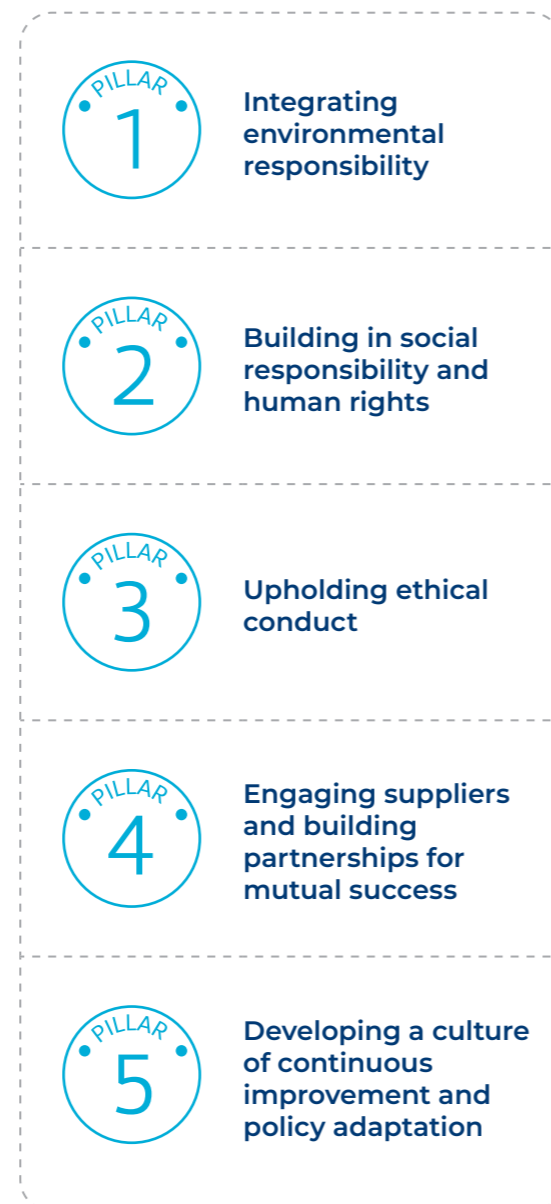 PILLAR
1
Integrating
environmental
responsibility
PILLAR
2
Building in social
responsibility and
human rights
PILLAR
3
Upholding ethical
conduct
PILLAR
4
Engaging suppliers
and building
partnerships for
mutual success
PILLAR
5
Developing a culture
of continuous
improvement and
policy adaptation